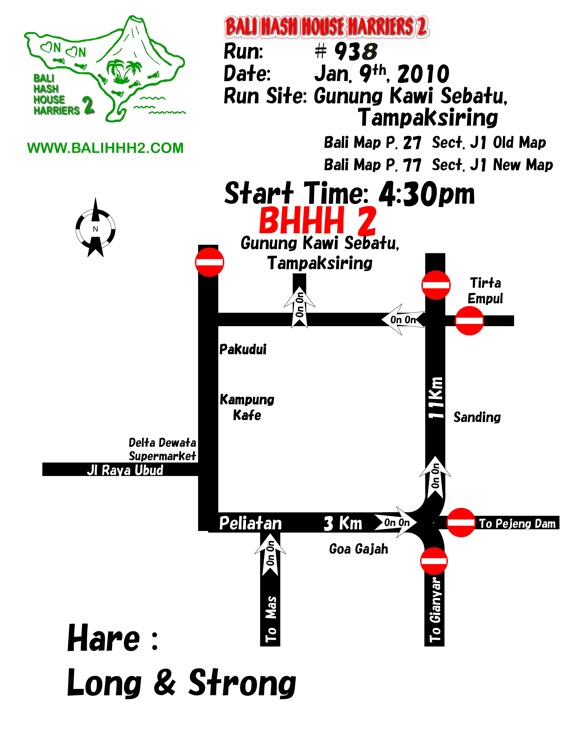 BALI HASH HOUSE HARRIERS 2
ON ON
BALI
HASH
HOUSE
HARRIERS 2
WWW.BALIHHH2.COM
Run: # 938
Date: Jan, 9th, 2010
Run Site: Gunung Kawi Sebatu,
Tampaksiring
Bali Map P. 27 Sect. J1 Old Map
Bali Map P. 77 Sect. J1 New Map
Start Time: 4:30pm
BHHH 2
Gunung Kawi Sebatu,
Tampaksiring
N
Tirta
Empul
On On
On On
Pakudui
11Km
Kampung
Kafe
Sanding
Delta Dewata
Supermarket
Jl Raya Ubud
On On
Peliatan 3 Km On On
To Pejeng Dam
Goa Gajah
On On
To Mas
To Gianyar
Hare :
Long & Strong